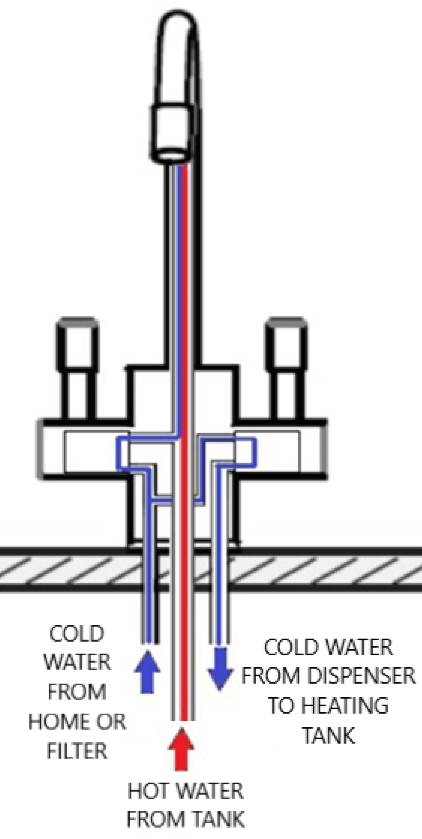 COLD
WATER
FROM
HOME OR
FILTER
COLD WATER
FROM DISPENSER
TO HEATING
TANK
HOT WATER
FROM TANK